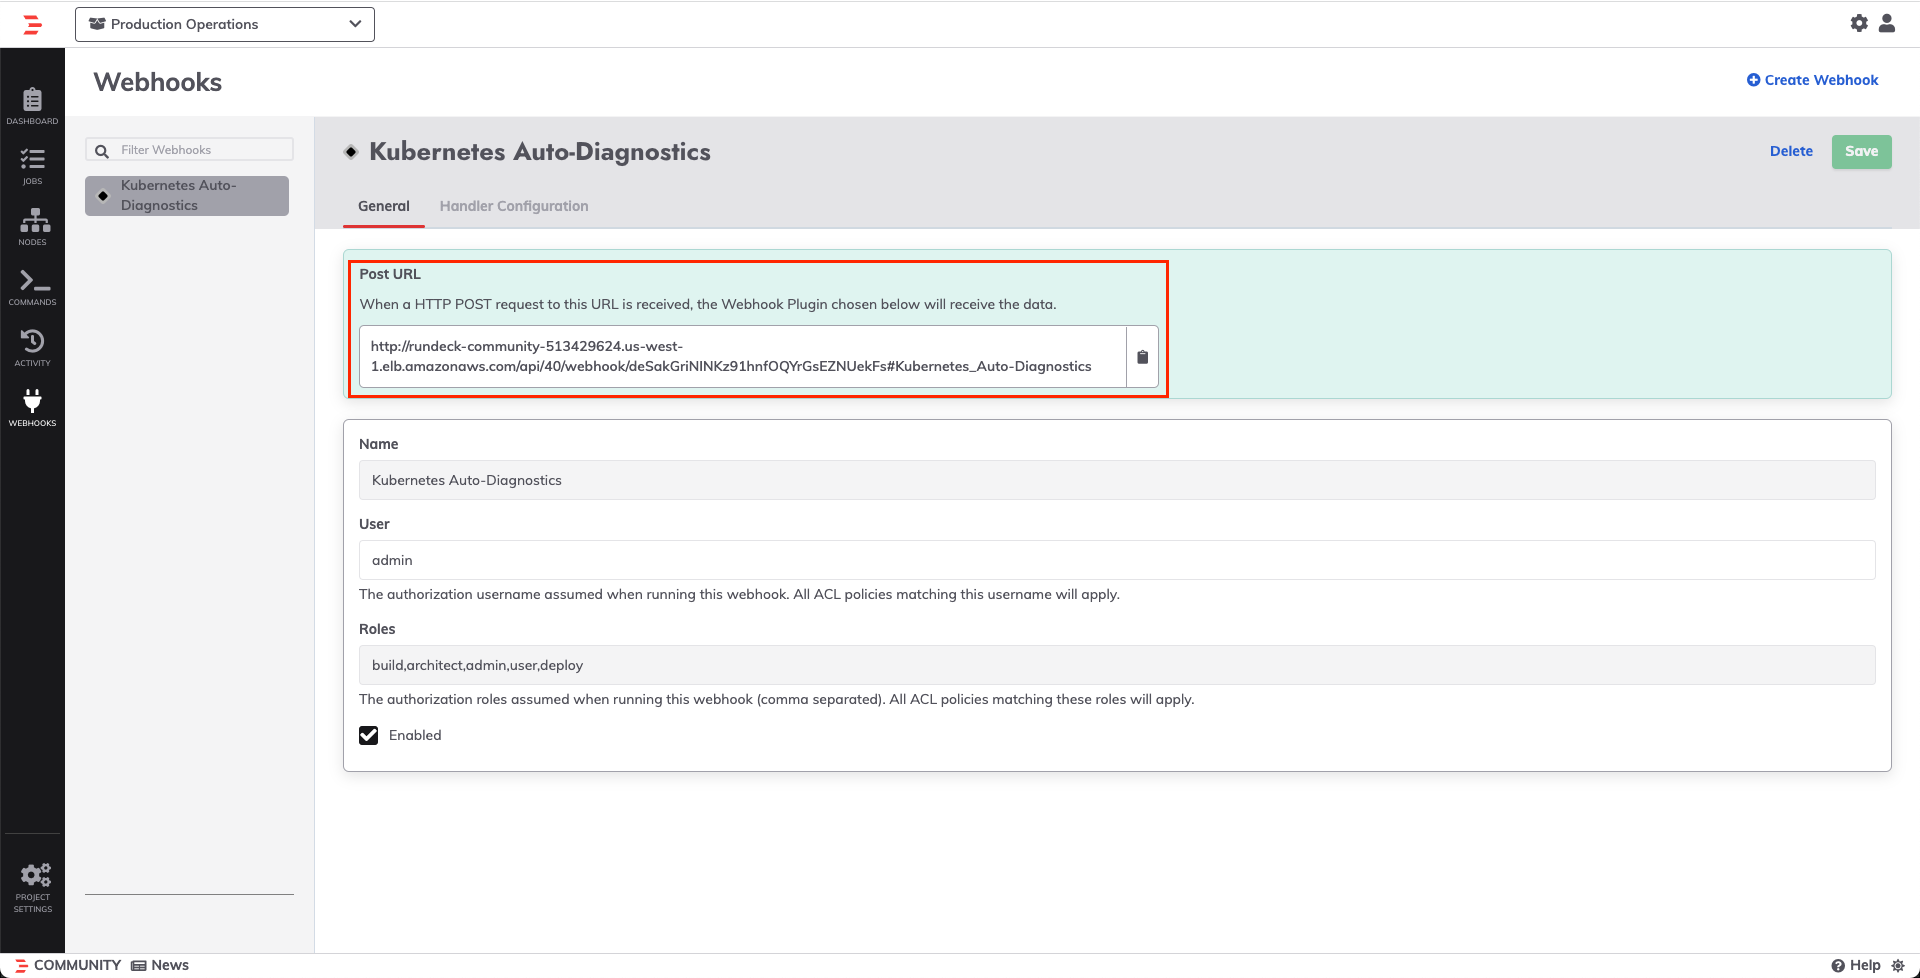 Production Operations
Webhooks
Create Webhook
DASHBOARD
JOBS
NODES
COMMANDS
ACTIVITY
WEBHOOKS
PROJECT
SETTINGS
Filter Webhooks
Kubernetes Auto-
Diagnostics
Kubernetes Auto-Diagnostics
Delete
Save
General
Handler Configuration
Post URL
When a HTTP POST request to this URL is received, the Webhook Plugin chosen below will receive the data.
http://rundeck-community-513429624.us-west-
1.elb.amazonaws.com/api/40/webhook/deSakGriNINKz91hnfOQYrGsEZNUekFs#Kubernetes_Auto-Diagnostics
Name
Kubernetes Auto-Diagnostics
User
admin
The authorization username assumed when running this webhook. All ACL policies matching this username will apply.
Roles
build,architect,admin,user,deploy
The authorization roles assumed when running this webhook (comma separated). All ACL policies matching these roles will apply.
Enabled
COMMUNITY
News
Help